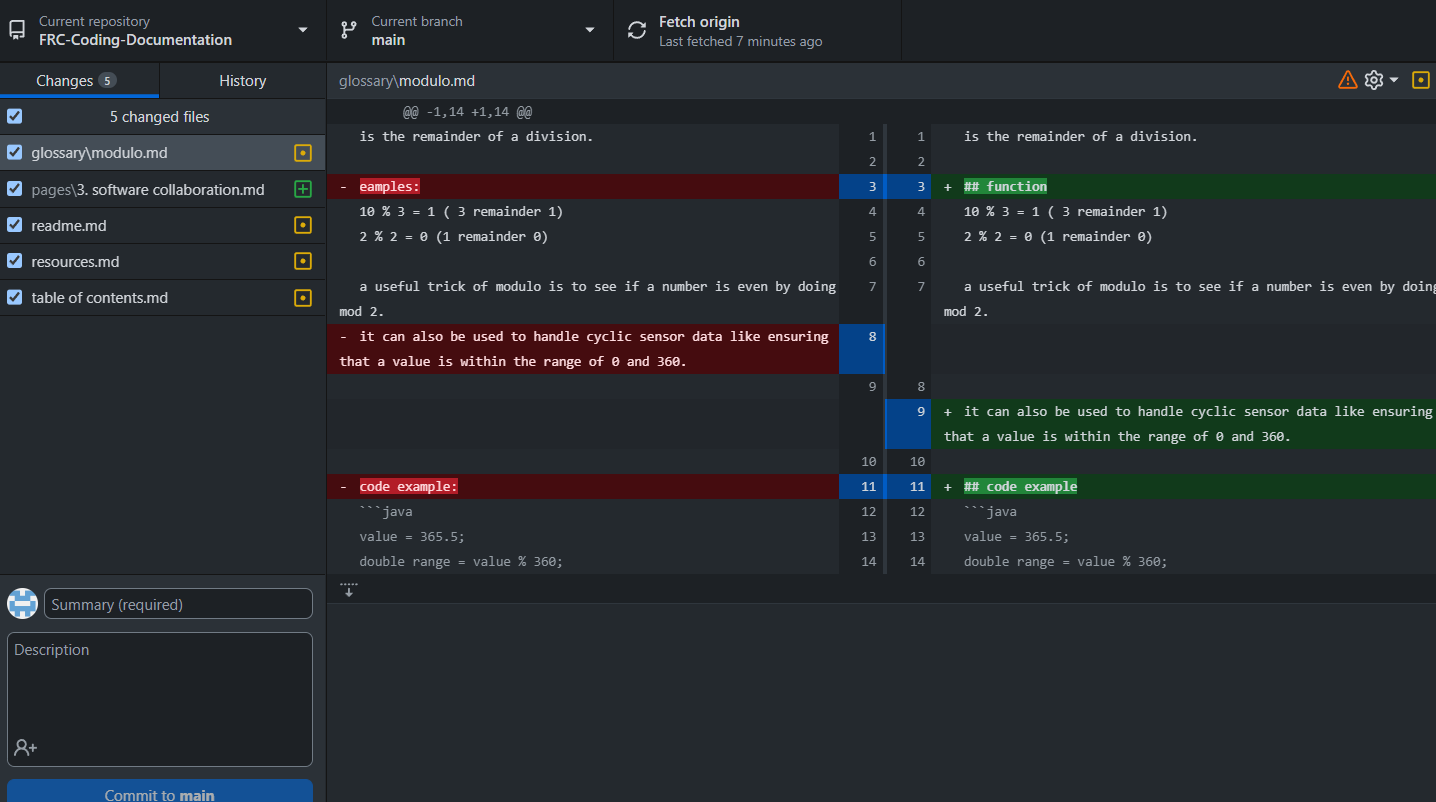 Current repository
FRC-Coding-Documentation
Current branch
main
Fetch origin
Last fetched 7 minutes ago
Changes 5
History
5 changed files
glossary\modulo.md
pages\3. software collaboration.md
readme.md
resources.md
table of contents.md
Summary (required)
Description
Commit to main
glossary\modulo.md
@@ -1,14 +1,14 @@
is the remainder of a division. 1
2
- eamples: 3
10 % 3 = 1 ( 3 remainder 1) 4
2 % 2 = 0 (1 remainder 0) 5
6
a useful trick of modulo is to see if a number is even by doing 7
mod 2.
- it can also be used to handle cyclic sensor data like ensuring 8
that a value is within the range of 0 and 360.
9
10
- code example: 11
```java 12
value = 365.5; 13
double range = value % 360; 14
1 is the remainder of a division.
2
3 + ## function
4 10 % 3 = 1 ( 3 remainder 1)
5 2 % 2 = 0 (1 remainder 0)
6
7 a useful trick of modulo is to see if a number is even by doing
mod 2.
8
9 + it can also be used to handle cyclic sensor data like ensuring
that a value is within the range of 0 and 360.
10
11 + ## code example
12 ```java
13 value = 365.5;
14 double range = value % 360;